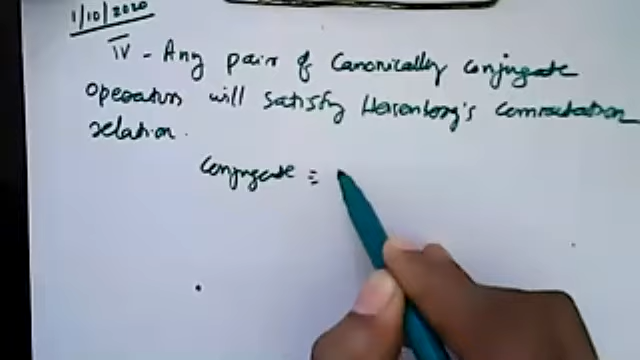 1/10/2020
IV - Any pair of Canonically Conjugate
Operators will satisfy Heisenberg's Commutation
relation.
Conjugate =